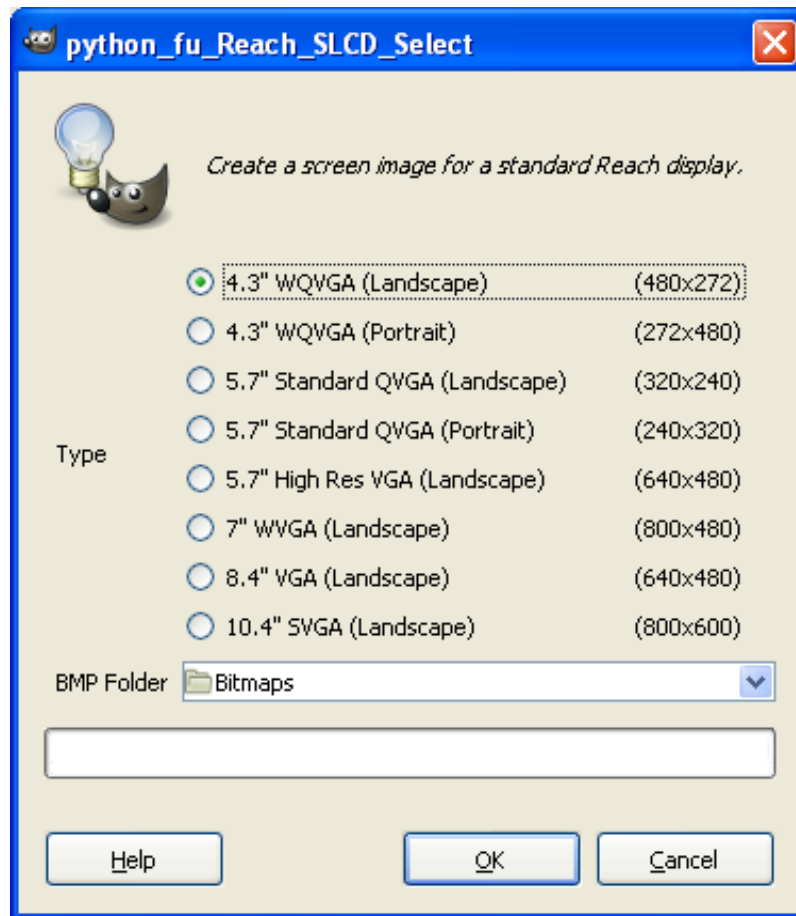 python_fu_Reach_SLCD_Select
Create a screen image for a standard Reach display.
4.3" WQVGA (Landscape) (480x272)
4.3" WQVGA (Portrait) (272x480)
5.7" Standard QVGA (Landscape) (320x240)
5.7" Standard QVGA (Portrait) (240x320)
Type
5.7" High Res VGA (Landscape) (640x480)
7" WVGA (Landscape) (800x480)
8.4" VGA (Landscape) (640x480)
10.4" SVGA (Landscape) (800x600)
BMP Folder Bitmaps
Help OK Cancel